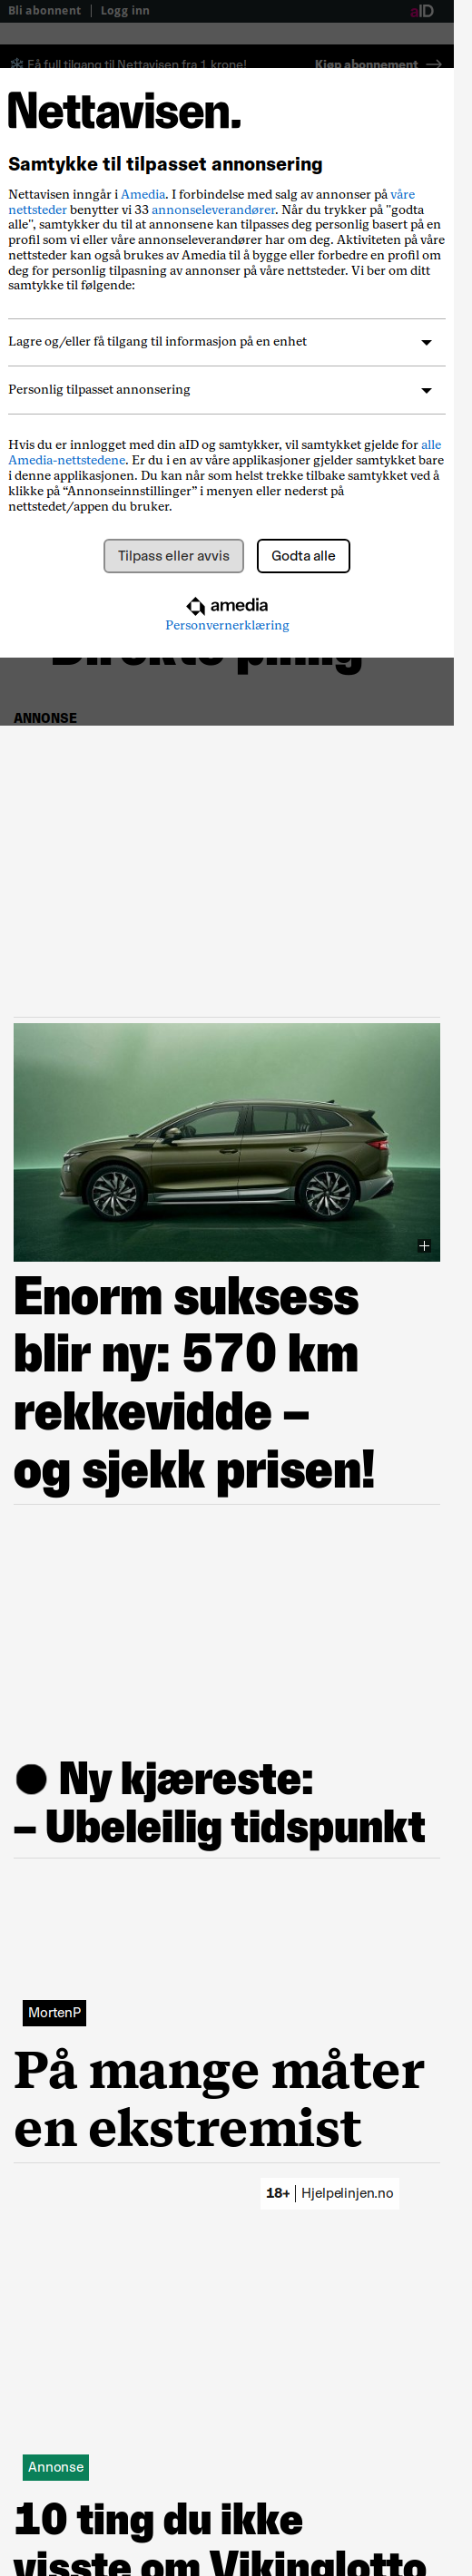 Bli abonnent | Logg inn
aID
Få full tilgang til Nettavisen fra 1 krone!
Kjøp abonnement
Nettavisen.
Samtykke til tilpasset annonsering
Nettavisen inngår i Amedia. I forbindelse med salg av annonser på våre
nettsteder benytter vi 33 annonseleverandører. Når du trykker på "godta
alle", samtykker du til at annonsene kan tilpasses deg personlig basert på en
profil som vi eller våre annonseleverandører har om deg. Aktiviteten på våre
nettsteder kan også brukes av Amedia til å bygge eller forbedre en profil om
deg for personlig tilpasning av annonser på våre nettsteder. Vi ber om ditt
samtykke til følgende:
Lagre og/eller få tilgang til informasjon på en enhet
Personlig tilpasset annonsering
Hvis du er innlogget med din aID og samtykker, vil samtykket gjelde for alle
Amedia-nettstedene. Er du i en av våre applikasjoner gjelder samtykket bare
i denne applikasjonen. Du kan når som helst trekke tilbake samtykket ved å
klikke på “Annonseinnstillinger” i menyen eller nederst på
nettstedet/appen du bruker.
Tilpass eller avvis
Godta alle
amedia
Personvernerklæring
ANNONSE
Enorm suksess
blir ny: 570 km
rekkevidde –
og sjekk prisen!
Ny kjæreste:
– Ubeleilig tidspunkt
MortenP
På mange måter
en ekstremist
18+ | Hjelpelinjen.no
Annonse
10 ting du ikke
visste om Vikinglotto